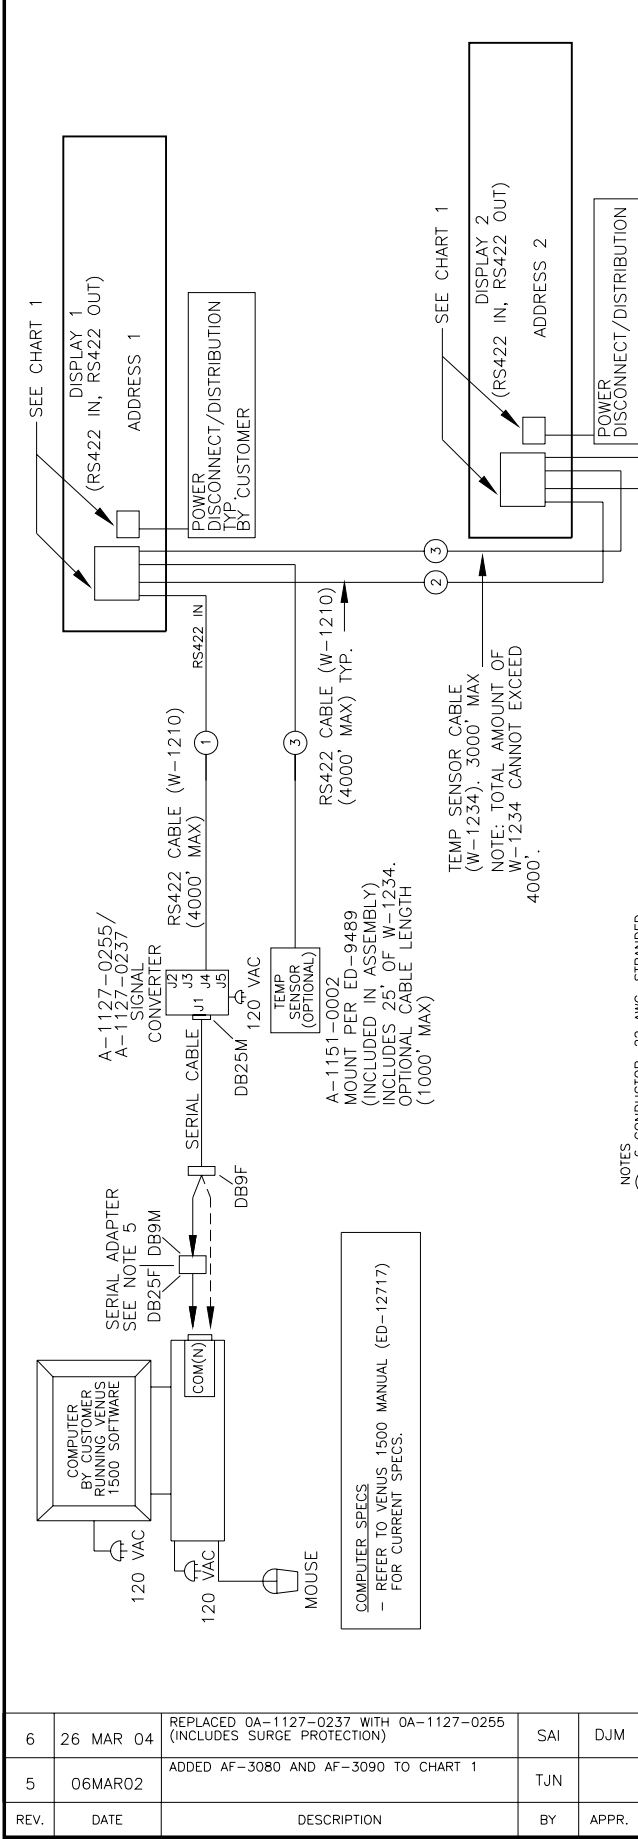 SEE CHART 1
DISPLAY 1
(RS422 IN, RS422 OUT)
ADDRESS 1
POWER
DISCONNECT/DISTRIBUTION
TYP.
BY CUSTOMER
SEE CHART 1
DISPLAY 2
(RS422 IN, RS422 OUT)
ADDRESS 2
POWER
DISCONNECT/DISTRIBUTION
RS422 IN
1
3
2
3
RS422 CABLE (W-1210)
(4000' MAX)
RS422 CABLE (W-1210)
(4000' MAX) TYP.
TEMP SENSOR CABLE
(W-1234). 3000' MAX
NOTE: TOTAL AMOUNT OF
W-1234 CANNOT EXCEED
4000'.
A-1127-0255/
A-1127-0237
SIGNAL
CONVERTER
J2
J3
J4
J5
J1
120 VAC
DB25M
SERIAL CABLE
DB9F
TEMP
SENSOR
(OPTIONAL)
A-1151-0002
MOUNT PER ED-9489
(INCLUDED IN ASSEMBLY)
INCLUDES 25' OF W-1234.
OPTIONAL CABLE LENGTH
(1000' MAX)
SERIAL ADAPTER
SEE NOTE 5
DB25F DB9M
COM(N)
COMPUTER
BY CUSTOMER
RUNNING VENUS
1500 SOFTWARE
120 VAC
120 VAC
MOUSE
COMPUTER SPECS
- REFER TO VENUS 1500 MANUAL (ED-12717)
FOR CURRENT SPECS.
NOTES
CONDUCTOR, 22 AWG, STRANDED
6 26 MAR 04 REPLACED 0A-1127-0237 WITH 0A-1127-0255 SAI DJM
(INCLUDES SURGE PROTECTION)
5 06MAR02 ADDED AF-3080 AND AF-3090 TO CHART 1 TJN
REV. DATE DESCRIPTION BY APPR.